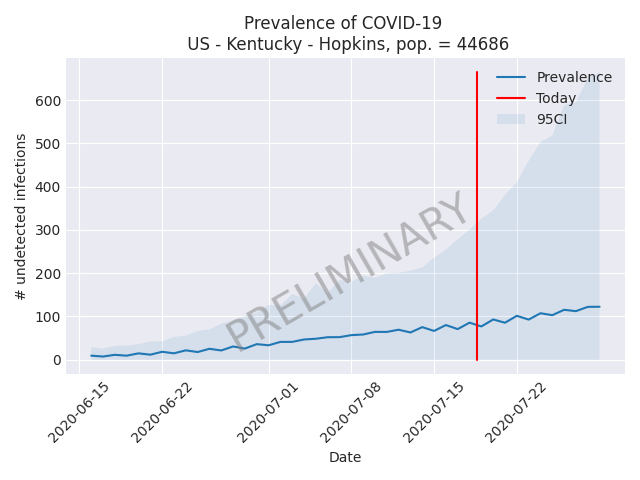 Prevalence of COVID-19
US - Kentucky - Hopkins, pop. = 44686
Prevalence
Today
95CI
PRELIMINARY
# undetected infections
600
500
400
300
200
100
0
2020-06-15
2020-06-22
2020-07-01
2020-07-08
2020-07-15
2020-07-22
Date